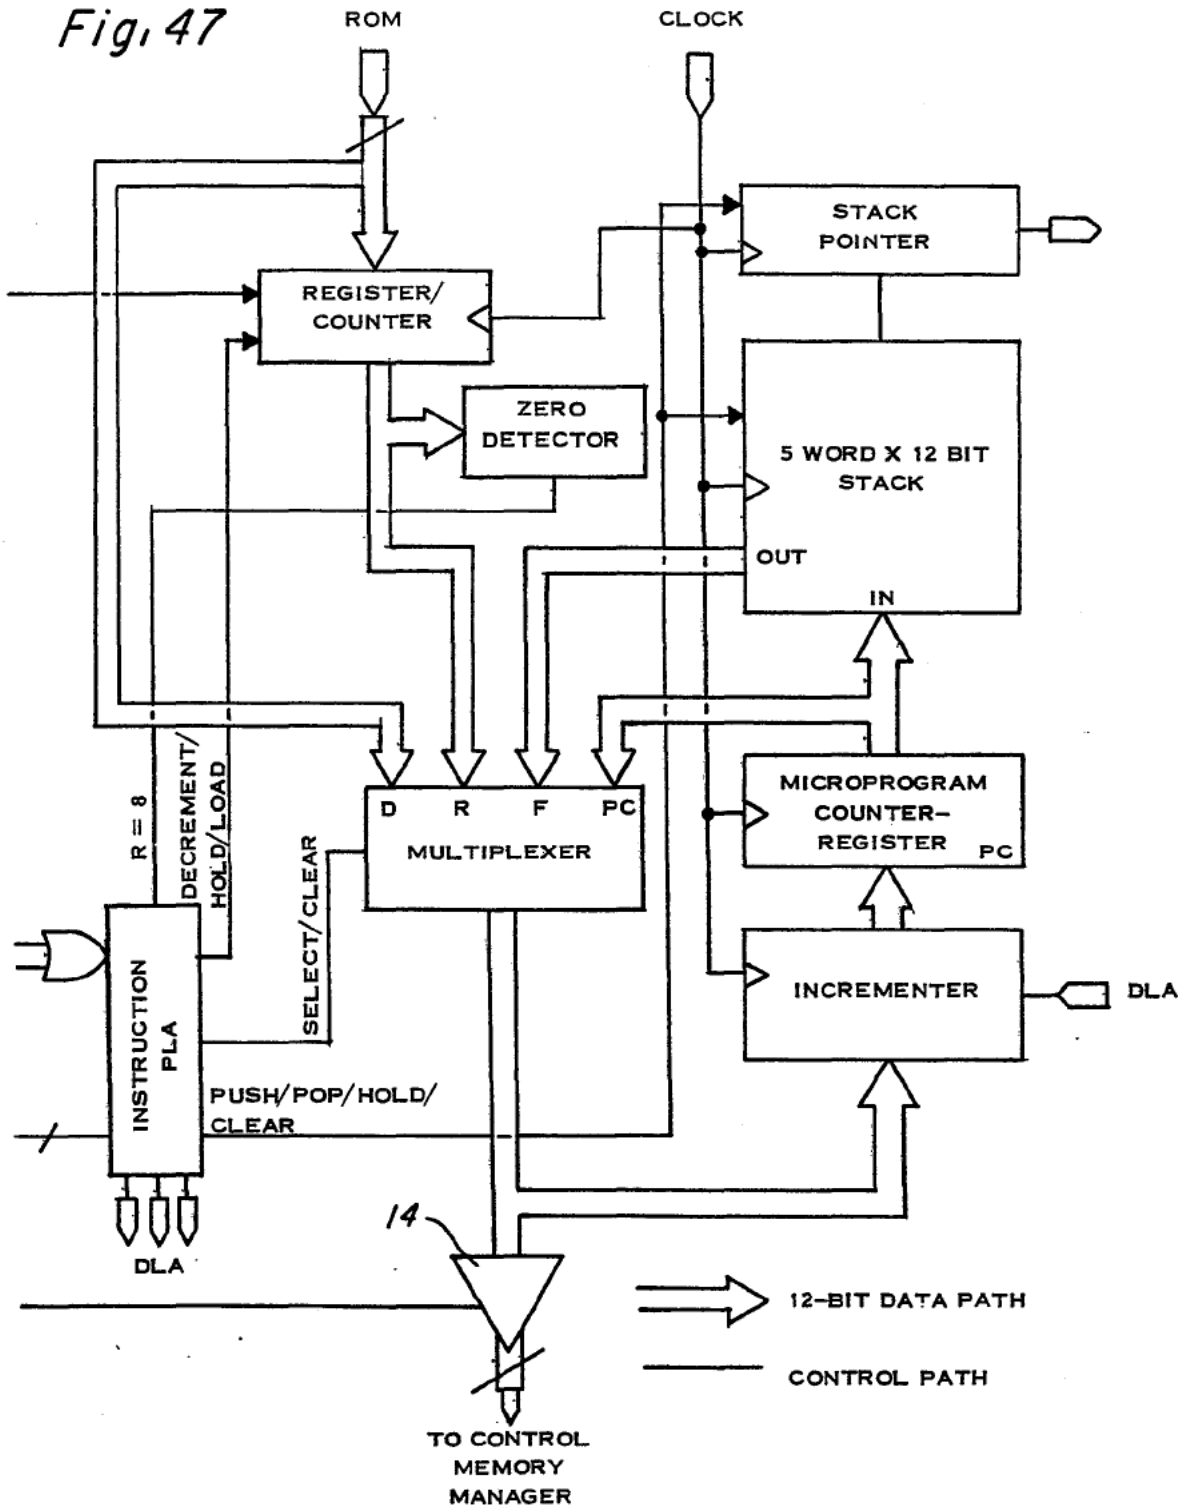 Fig. 47
ROM
CLOCK
STACK
POINTER
REGISTER/
COUNTER
ZERO
DETECTOR
5 WORD X 12 BIT
STACK
OUT
IN
R = 8
DECREMENT/
HOLD/LOAD
D R F PC
MULTIPLEXER
SELECT/CLEAR
MICROPROGRAM
COUNTER-
REGISTER
PC
INCREMENTER
DLA
INSTRUCTION
PLA
PUSH/POP/HOLD/
CLEAR
DLA
14
12-BIT DATA PATH
CONTROL PATH
TO CONTROL
MEMORY
MANAGER